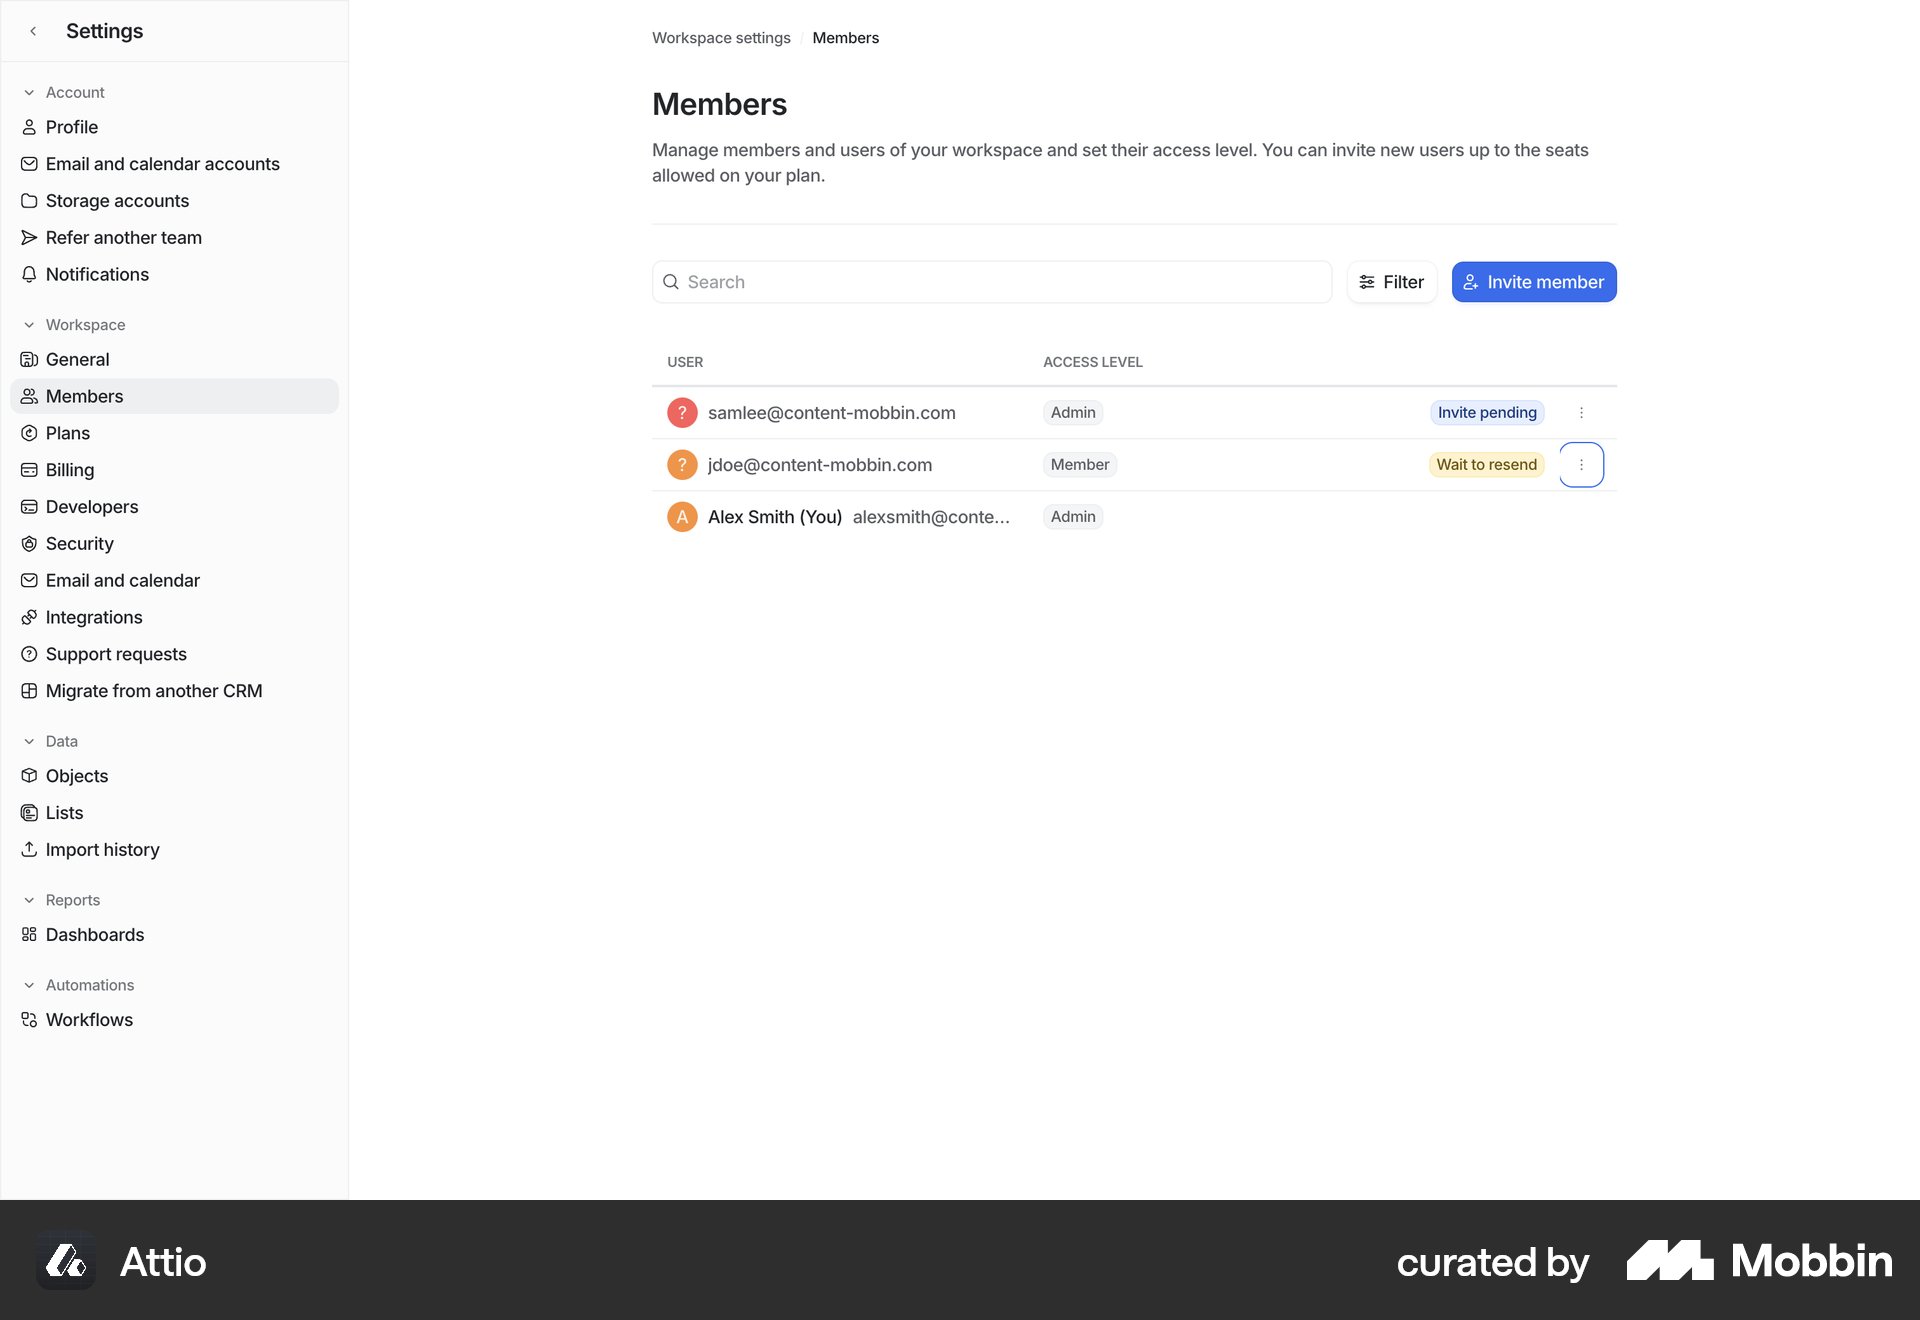 Settings
Account
Profile
Email and calendar accounts
Storage accounts
Refer another team
Notifications
Workspace
General
Members
Plans
Billing
Developers
Security
Email and calendar
Integrations
Support requests
Migrate from another CRM
Data
Objects
Lists
Import history
Reports
Dashboards
Automations
Workflows
Workspace settings / Members
Members
Manage members and users of your workspace and set their access level. You can invite new users up to the seats
allowed on your plan.
Search
Filter
Invite member
USER ACCESS LEVEL
? samlee@content-mobbin.com Admin Invite pending
? jdoe@content-mobbin.com Member Wait to resend
A Alex Smith (You) alexsmith@conte... Admin
Attio
curated by Mobbin